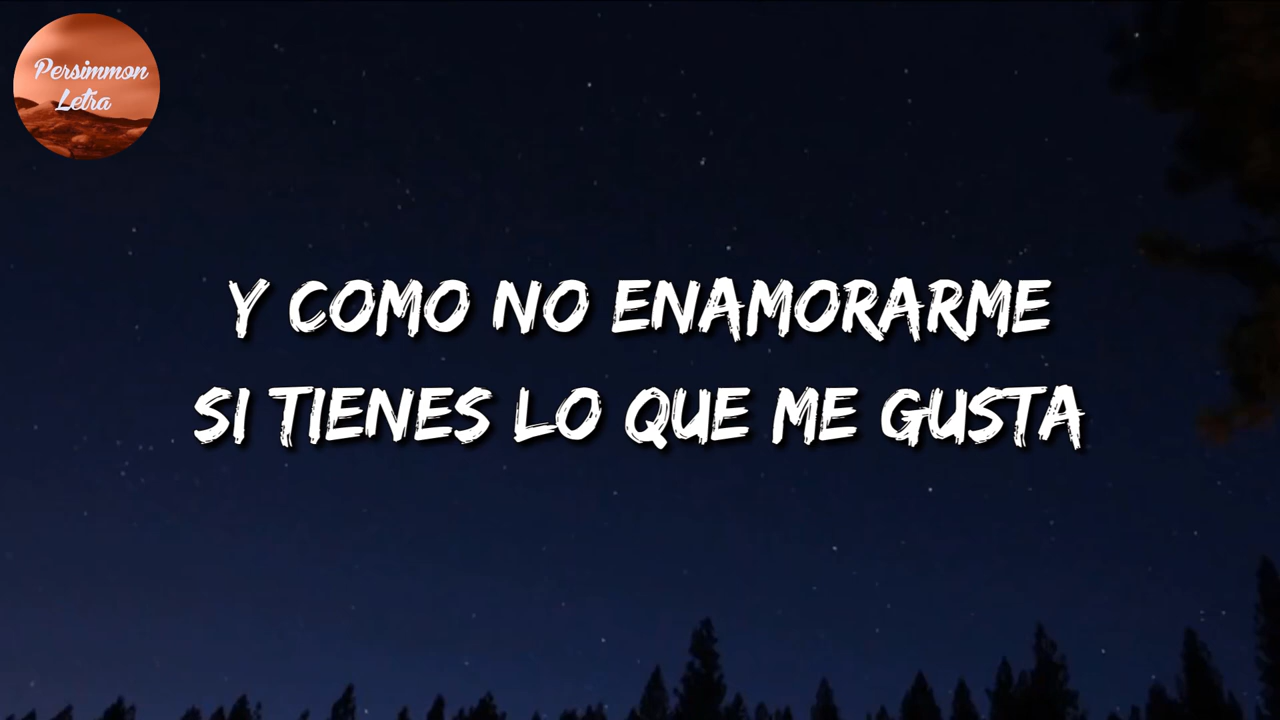 Persimmon
Letra
Y COMO NO ENAMORARME
SI TIENES LO QUE ME GUSTA